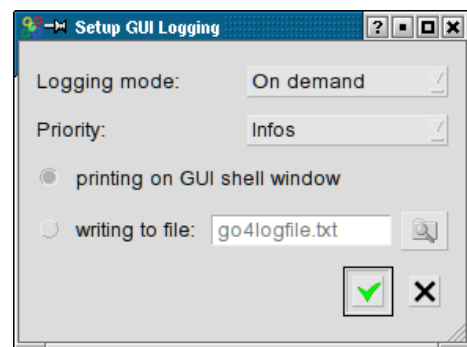 Setup GUI Logging
Logging mode: On demand
Priority: Infos
printing on GUI shell window
writing to file: go4logfile.txt